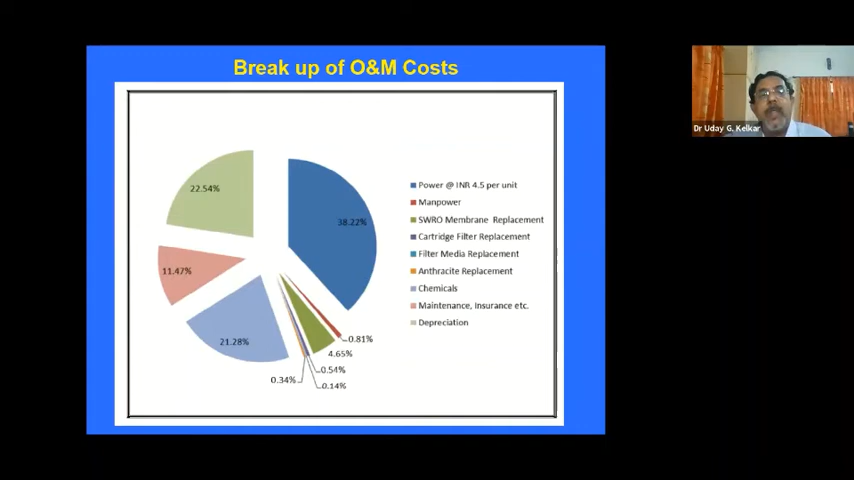 Break up of O&M Costs
22.54%
38.22%
11.47%
21.28%
0.81%
4.65%
0.54%
0.34%
0.14%
Power @ INR 4.5 per unit
Manpower
SWRO Membrane Replacement
Cartridge Filter Replacement
Filter Media Replacement
Anthracite Replacement
Chemicals
Maintenance, Insurance etc.
Depreciation
Dr Uday G. Kelkar